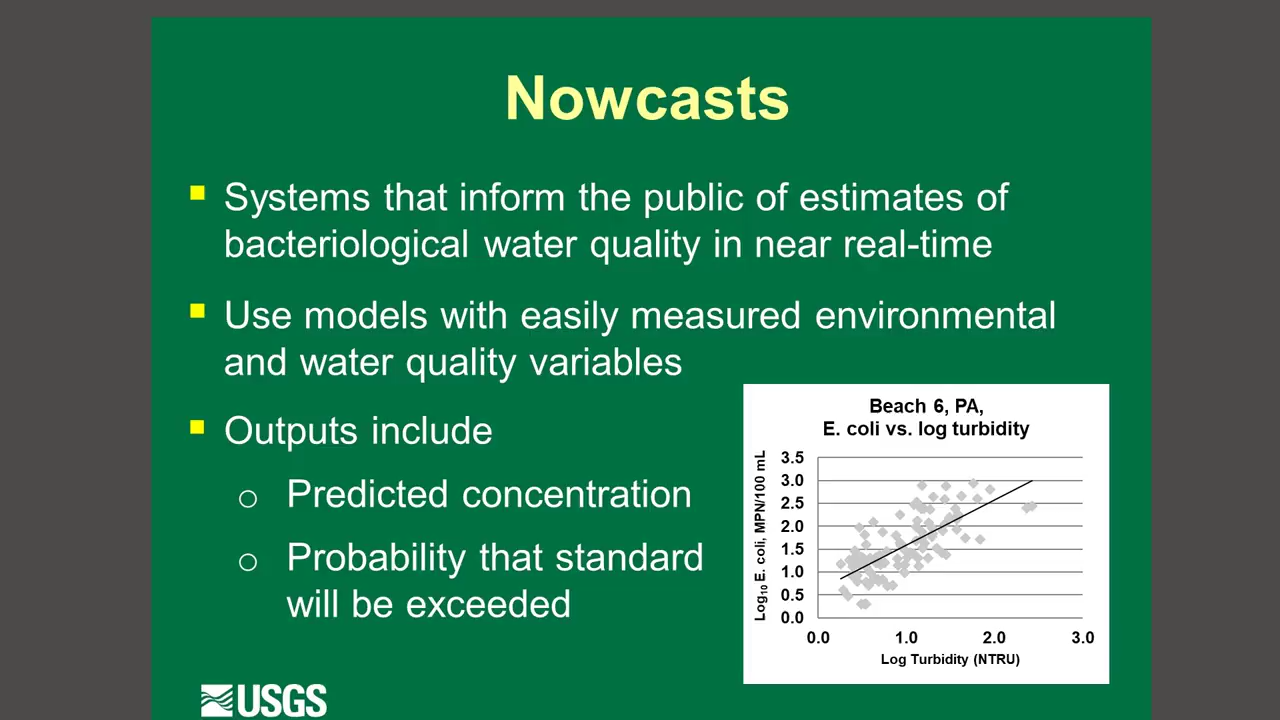 Nowcasts
Systems that inform the public of estimates of
bacteriological water quality in near real-time
Use models with easily measured environmental
and water quality variables
Outputs include
Predicted concentration
Probability that standard
will be exceeded
Beach 6, PA,
E. coli vs. log turbidity
Log10 E. coli, MPN/100 mL
3.5
3.0
2.5
2.0
1.5
1.0
0.5
0.0
0.0 1.0 2.0 3.0
Log Turbidity (NTRU)
USGS